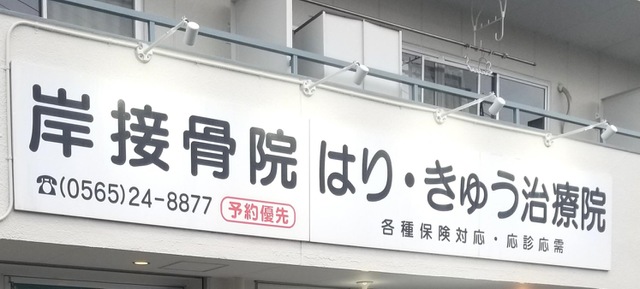 岸接骨院
☎(0565)24-8877 予約優先
はり・きゅう治療院
各種保険対応・応診応需